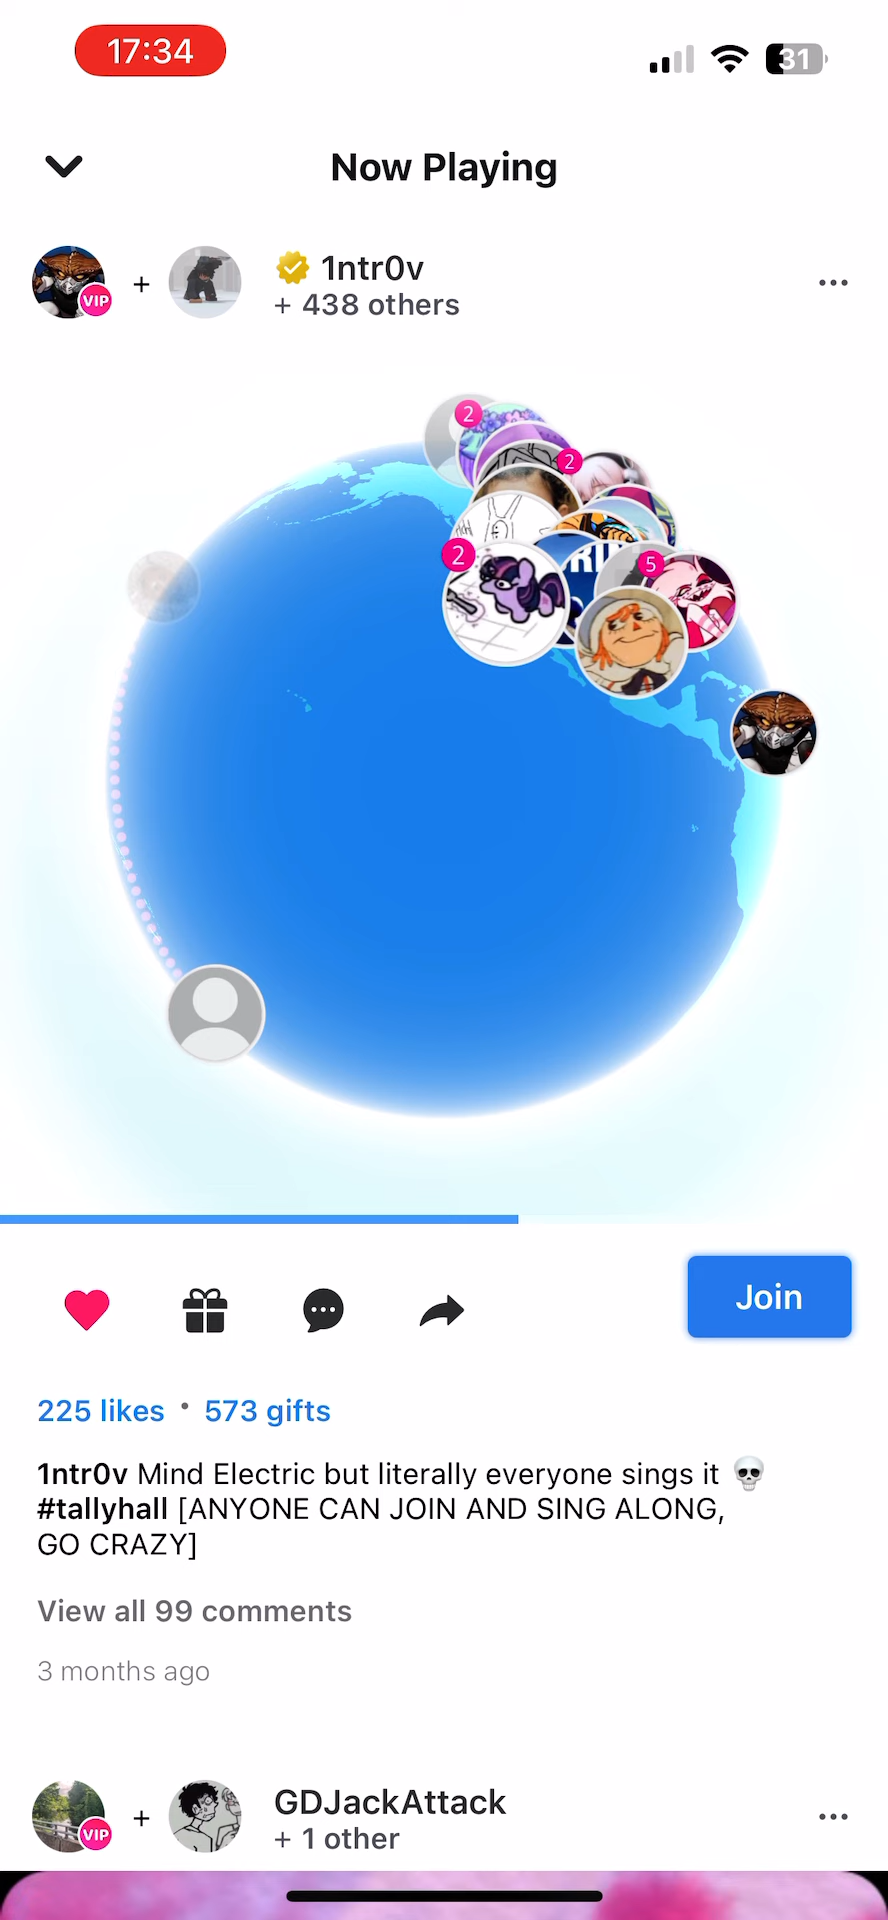 17:34
31
Now Playing
VIP
+
1ntr0v
+ 438 others
2
2
2
5
Join
225 likes • 573 gifts
1ntr0v Mind Electric but literally everyone sings it 💀
#tallyhall [ANYONE CAN JOIN AND SING ALONG,
GO CRAZY]
View all 99 comments
3 months ago
VIP
+
GDJackAttack
+ 1 other